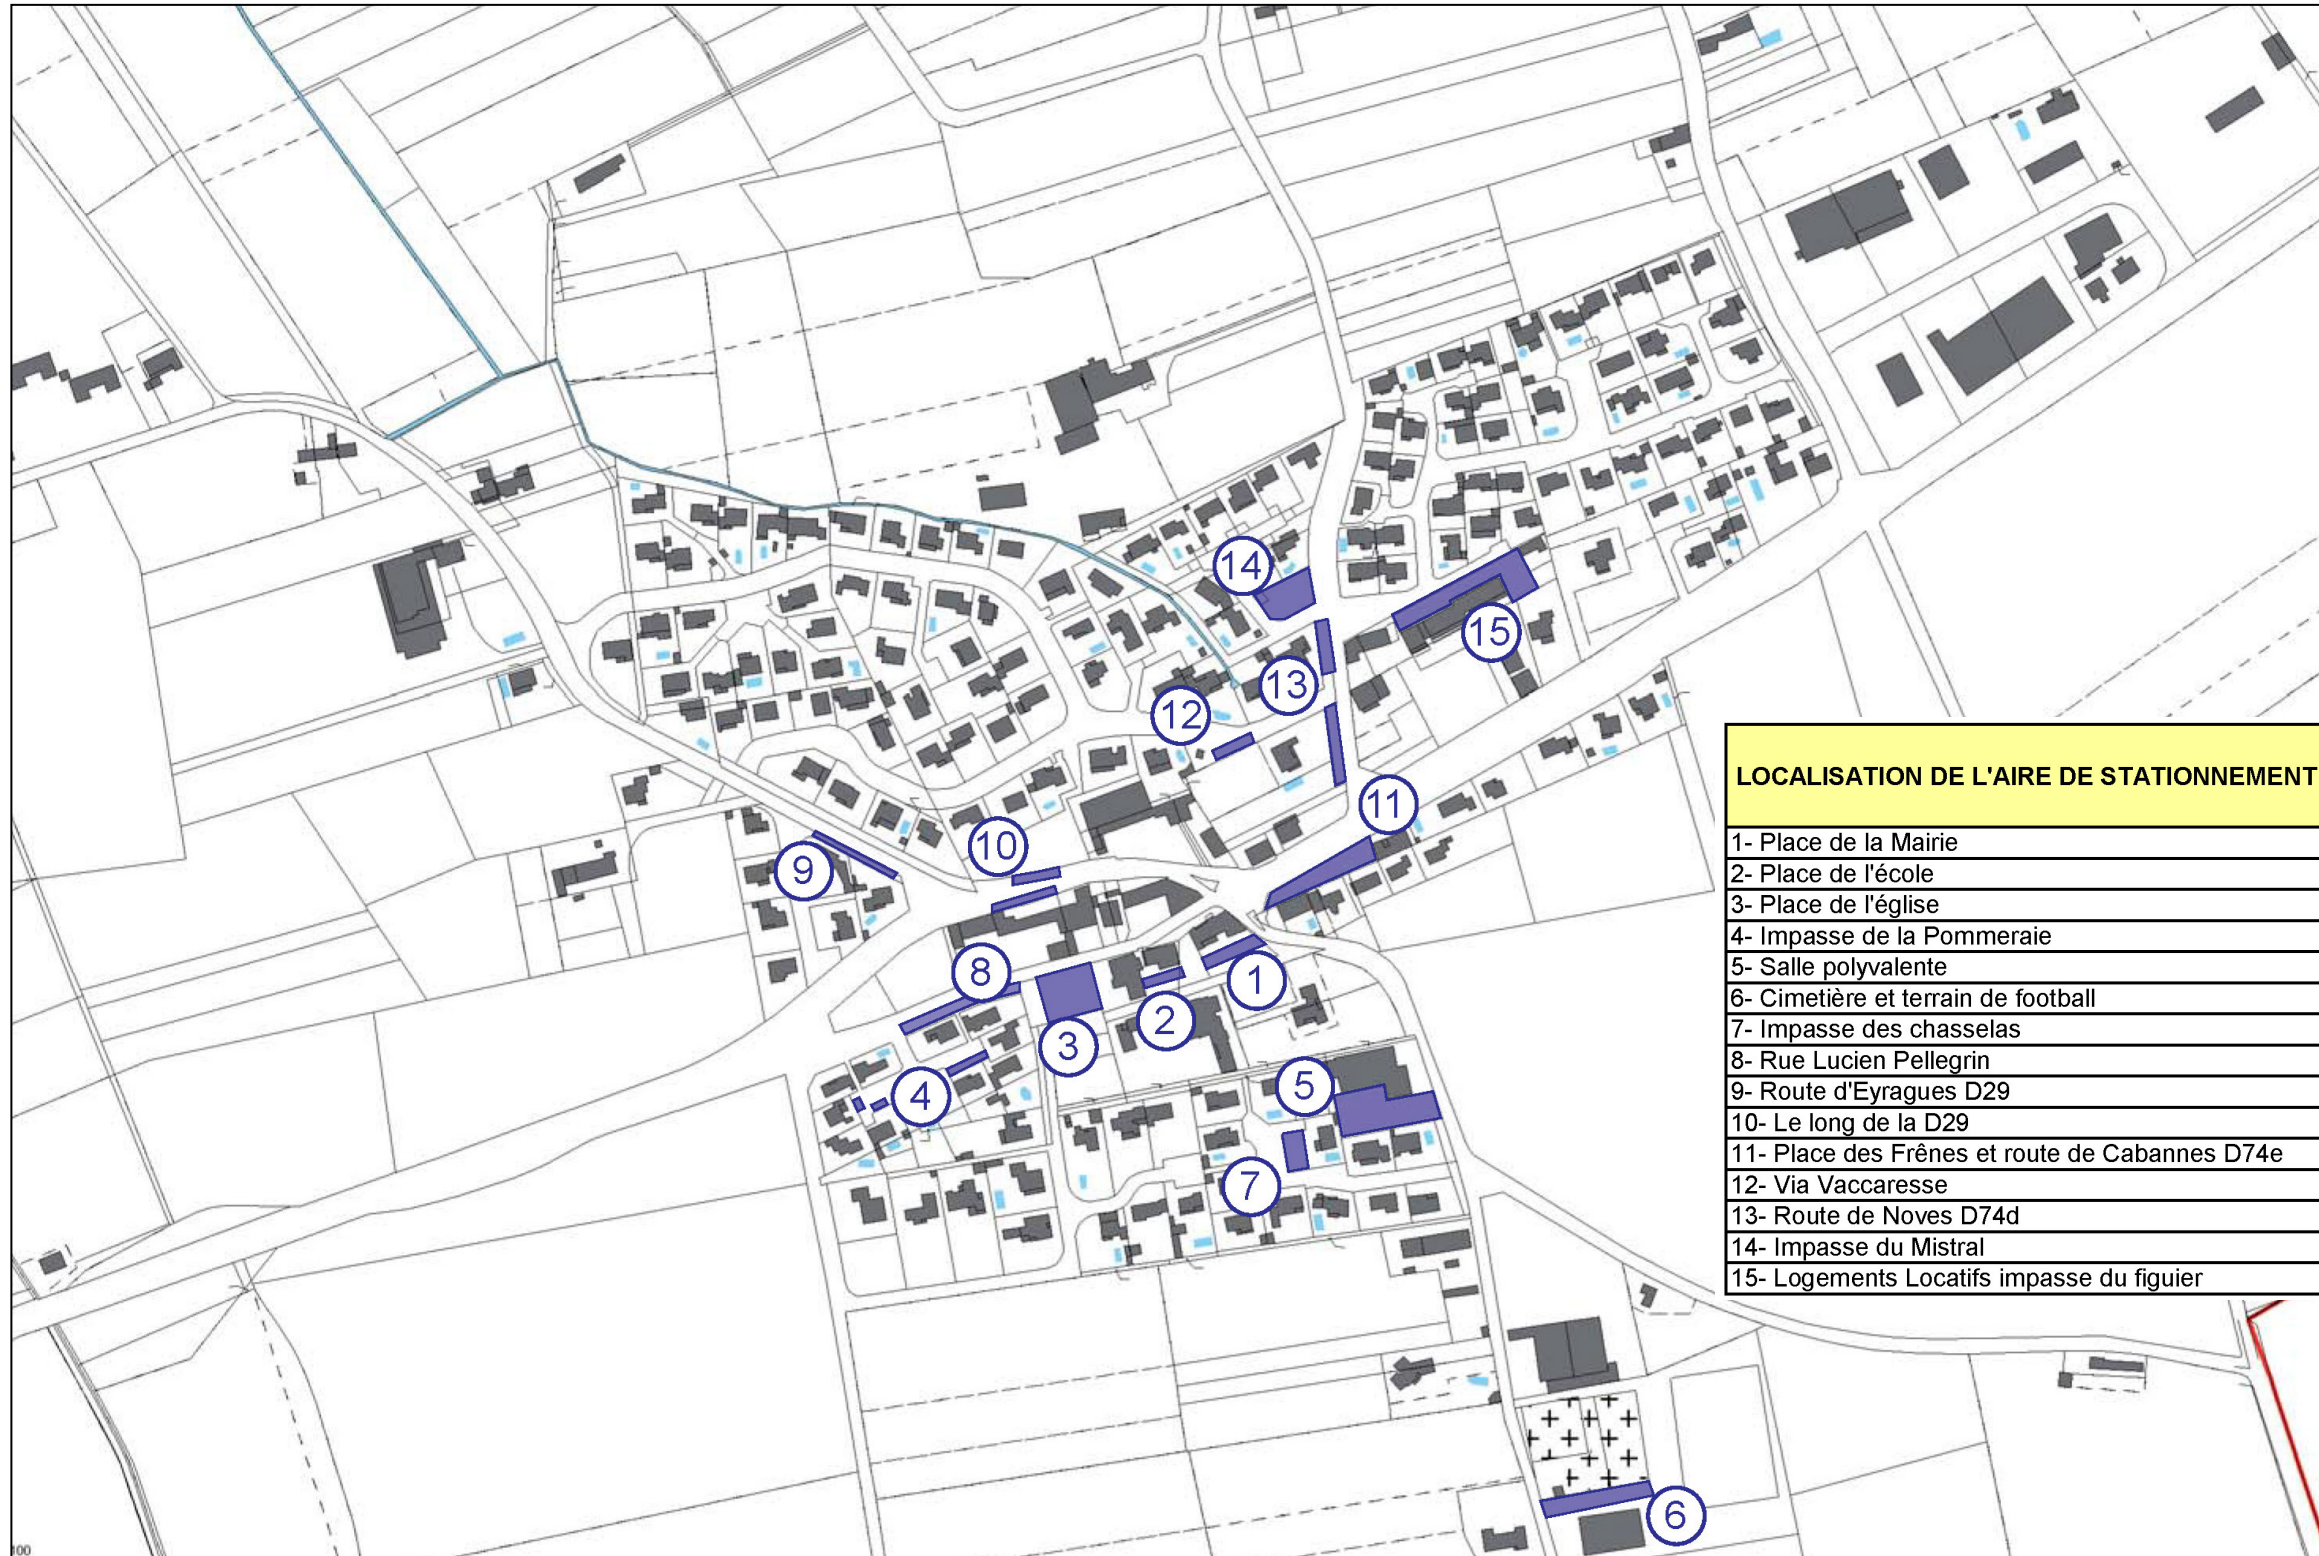 14
15
13
12
11
10
9
8
1
2
3
5
4
7
6
LOCALISATION DE L'AIRE DE STATIONNEMENT
1- Place de la Mairie
2- Place de l'école
3- Place de l'église
4- Impasse de la Pommeraie
5- Salle polyvalente
6- Cimetière et terrain de football
7- Impasse des chasselas
8- Rue Lucien Pellegrin
9- Route d'Eyragues D29
10- Le long de la D29
11- Place des Frênes et route de Cabannes D74e
12- Via Vaccaresse
13- Route de Noves D74d
14- Impasse du Mistral
15- Logements Locatifs impasse du figuier
100